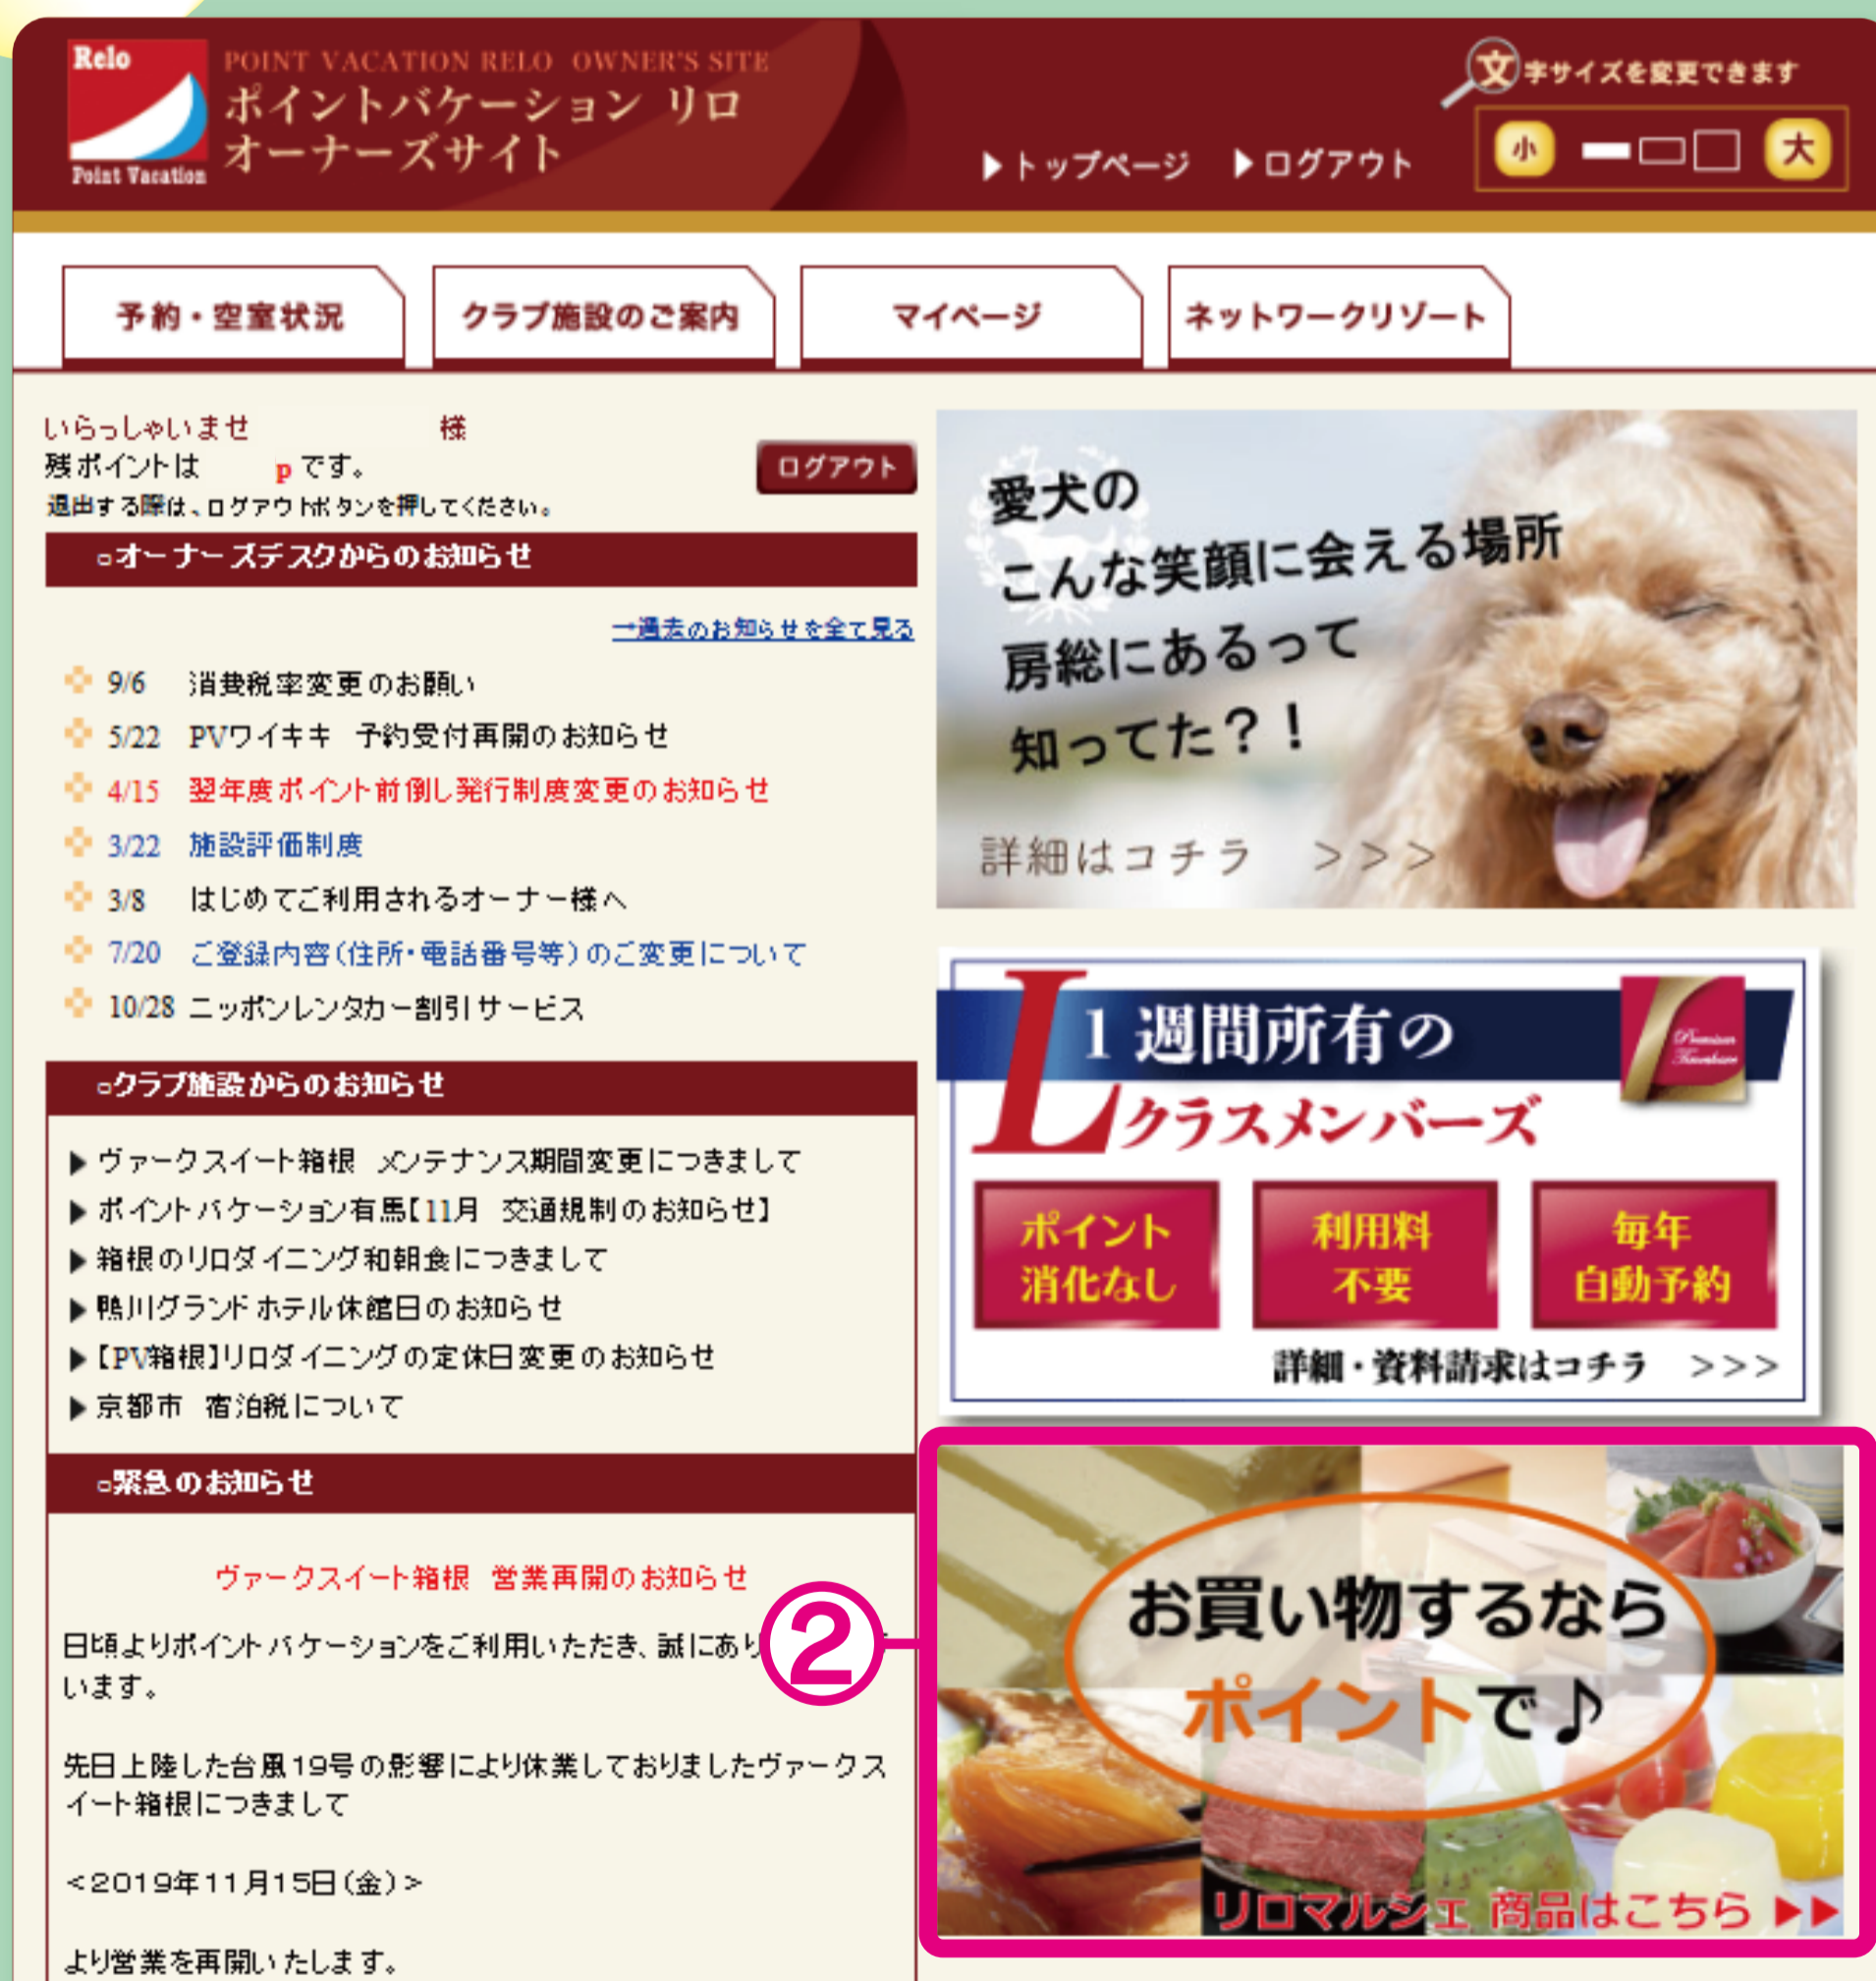 Relo
Point Vacation
POINT VACATION RELO OWNER'S SITE
ポイントバケーション リロ
オーナーズサイト
▶トップページ ▶ログアウト
文字サイズを変更できます
小 大
予約・空室状況
クラブ施設のご案内
マイページ
ネットワークリゾート
いらっしゃいませ 様
残ポイントは pです。
退出する際は、ログアウトボタンを押してください。
ログアウト
オーナーズデスクからのお知らせ
→過去のお知らせを全て見る
9/6 消費税率変更のお願い
5/22 PVワイキキ 予約受付再開のお知らせ
4/15 翌年度ポイント前倒し発行制度変更のお知らせ
3/22 施設評価制度
3/8 はじめてご利用されるオーナー様へ
7/20 ご登録内容(住所・電話番号等)のご変更について
10/28 ニッポンレンタカー割引サービス
クラブ施設からのお知らせ
▶ヴァークスイート箱根 メンテナンス期間変更につきまして
▶ポイントバケーション有馬【11月 交通規制のお知らせ】
▶箱根のリロダイニング和朝食につきまして
▶鴨川グランドホテル休館日のお知らせ
▶【PV箱根】リロダイニングの定休日変更のお知らせ
▶京都市 宿泊税について
緊急のお知らせ
ヴァークスイート箱根 営業再開のお知らせ
日頃よりポイントバケーションをご利用いただき、誠にあり
います。
先日上陸した台風19号の影響により休業しておりましたヴァークス
イート箱根につきまして
<2019年11月15日(金)>
より営業を再開いたします。
愛犬の
こんな笑顔に会える場所
房総にあるって
知ってた?!
詳細はコチラ >>>
1週間所有の
Lクラスメンバーズ
Premium
Timeshare
ポイント
消化なし
利用料
不要
毎年
自動予約
詳細・資料請求はコチラ >>>
②
お買い物するなら
ポイントで♪
リロマルシェ 商品はこちら ▶▶